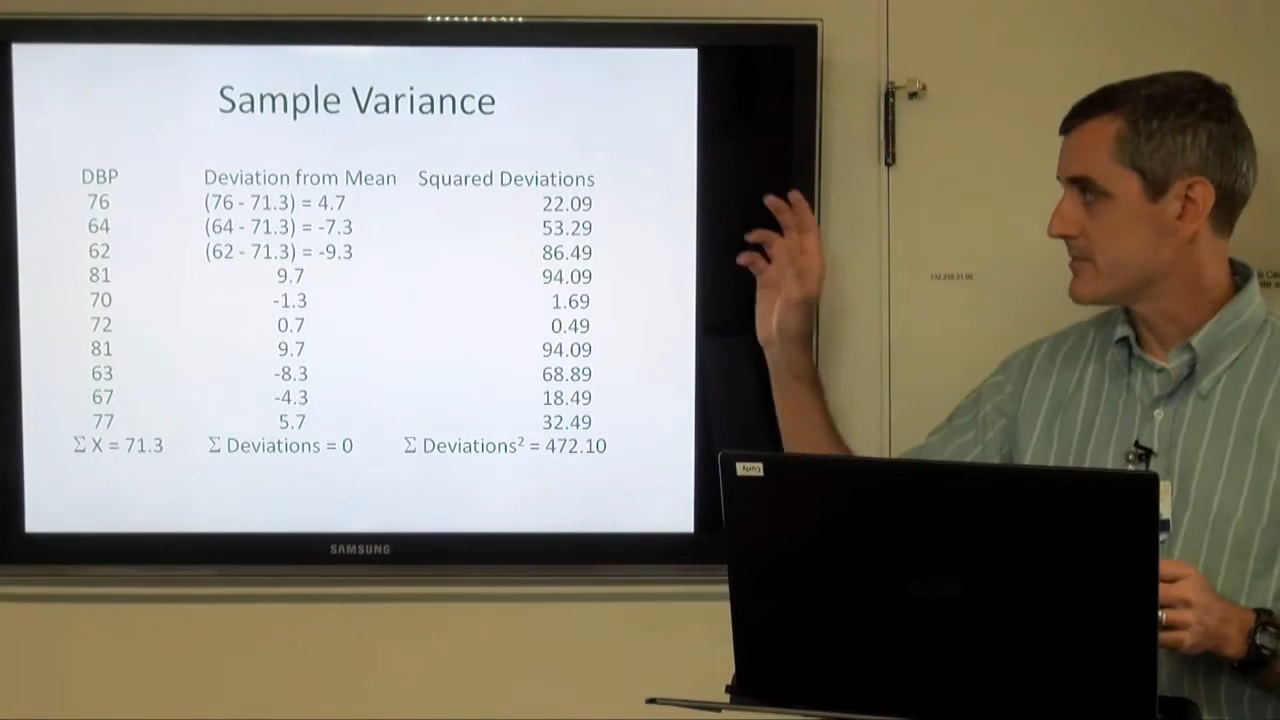 Sample Variance
DBP Deviation from Mean Squared Deviations
76 (76 - 71.3) = 4.7 22.09
64 (64 - 71.3) = -7.3 53.29
62 (62 - 71.3) = -9.3 86.49
81 9.7 94.09
70 -1.3 1.69
72 0.7 0.49
81 9.7 94.09
63 -8.3 68.89
67 -4.3 18.49
77 5.7 32.49
Σ X = 71.3 Σ Deviations = 0 Σ Deviations² = 472.10
SAMSUNG
Curly